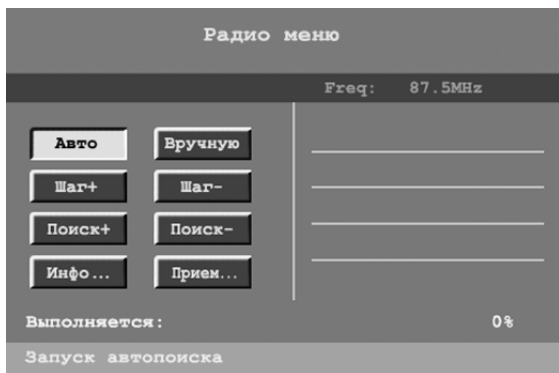 Радио меню
Freq: 87.5MHz
Авто Вручную
Шаг+ Шаг-
Поиск+ Поиск-
Инфо... Прием...
Выполняется: 0%
Запуск автопоиска